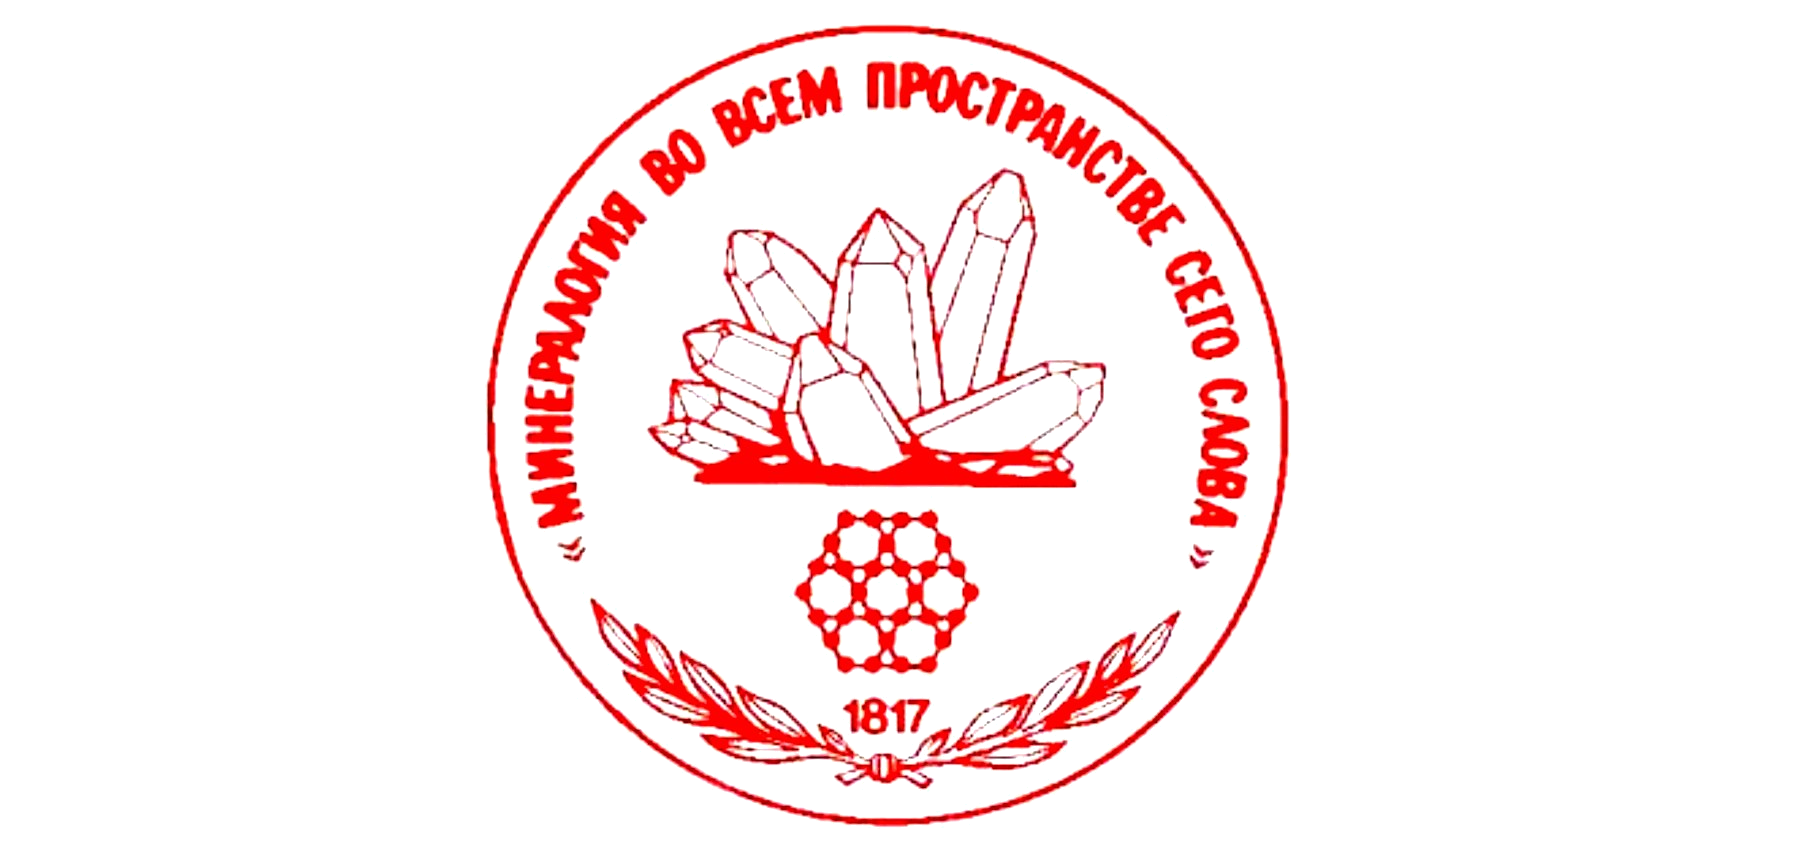 « МИНЕРАЛОГИЯ ВО ВСЕМ ПРОСТРАНСТВЕ СЕГО СЛОВА »
1817